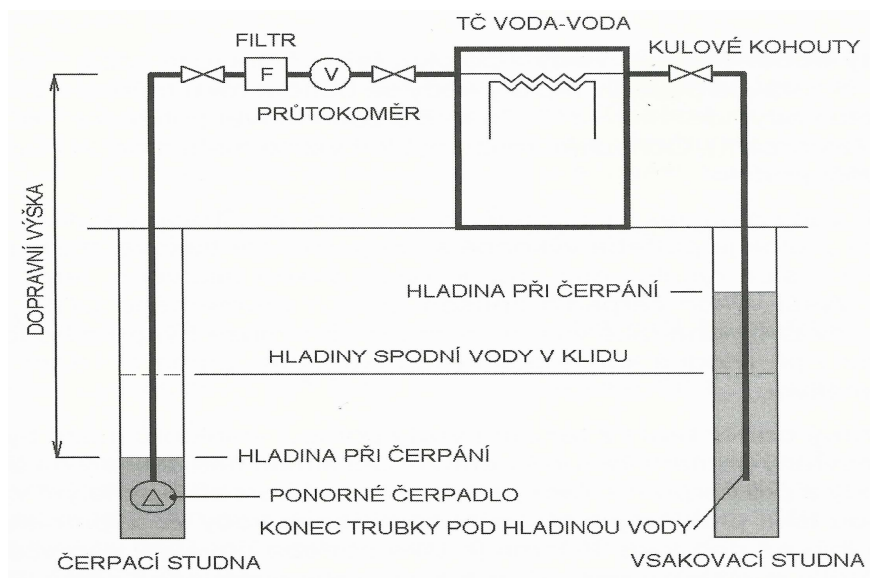 TČ VODA-VODA
FILTR
KULOVÉ KOHOUTY
F
V
PRŮTOKOMĚR
DOPRAVNÍ VÝŠKA
HLADINA PŘI ČERPÁNÍ
HLADINY SPODNÍ VODY V KLIDU
HLADINA PŘI ČERPÁNÍ
PONORNÉ ČERPADLO
KONEC TRUBKY POD HLADINOU VODY
ČERPACÍ STUDNA
VSAKOVACÍ STUDNA